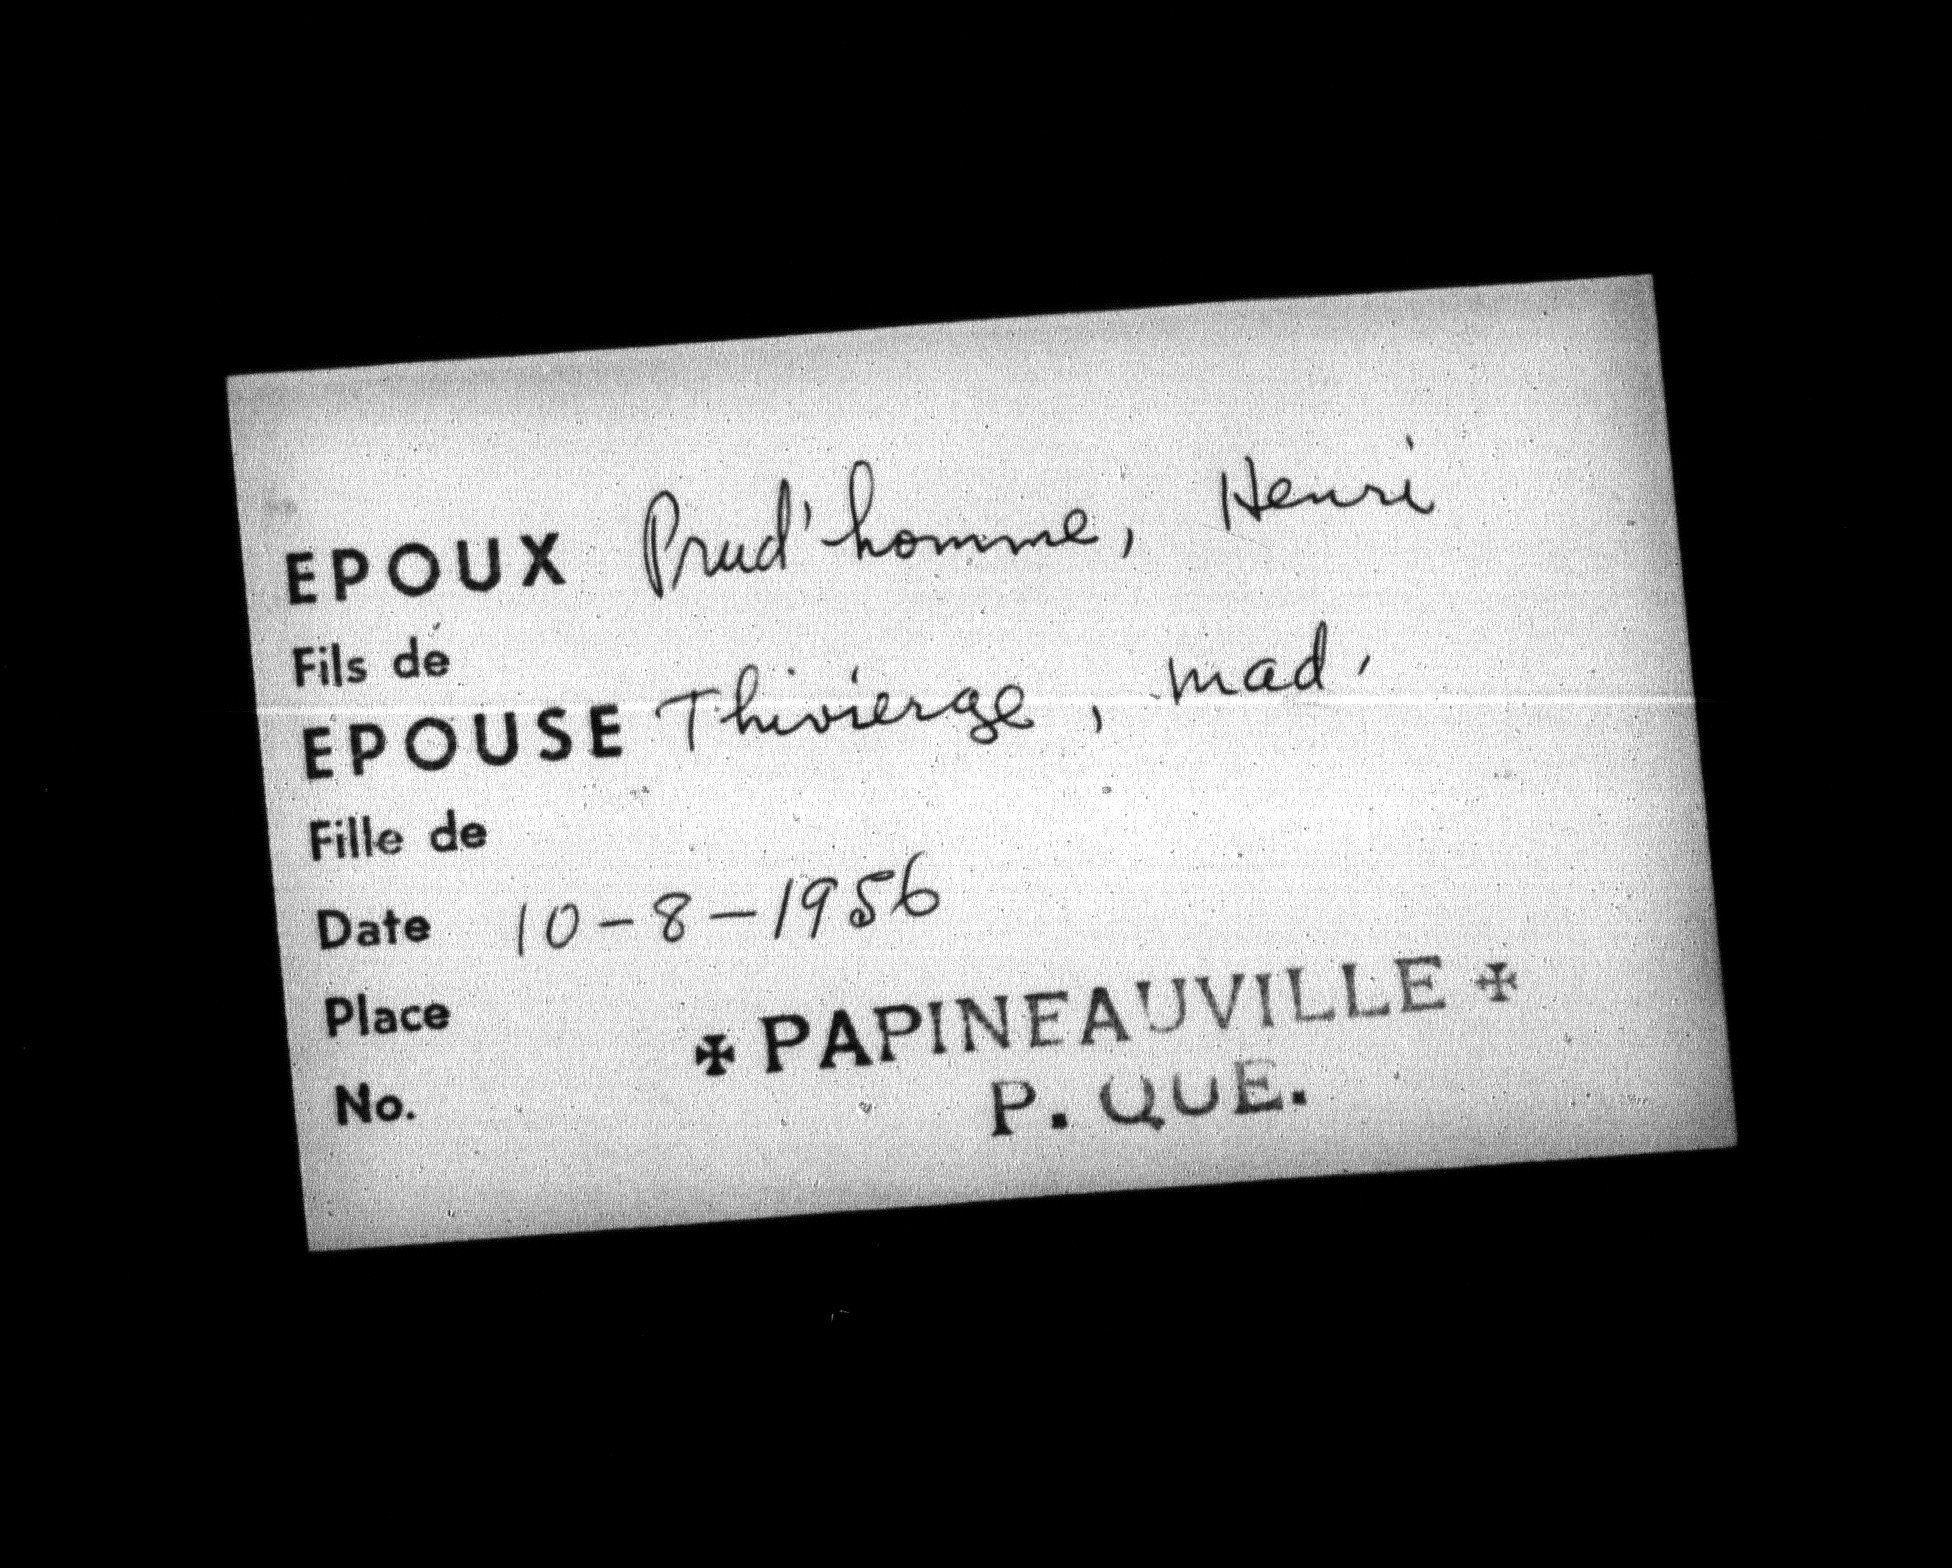 EPOUX Prud'homme, Henri
Fils de
EPOUSE Thivierge, Mad.
Fille de
Date 10-8-1956
Place ✠ PAPINEAUVILLE ✠
No. P. QUE.